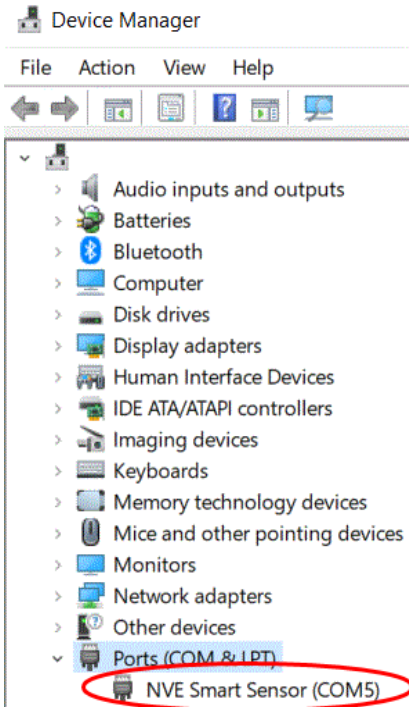 Device Manager
File Action View Help
Audio inputs and outputs
Batteries
Bluetooth
Computer
Disk drives
Display adapters
Human Interface Devices
IDE ATA/ATAPI controllers
Imaging devices
Keyboards
Memory technology devices
Mice and other pointing devices
Monitors
Network adapters
Other devices
Ports (COM & LPT)
NVE Smart Sensor (COM5)